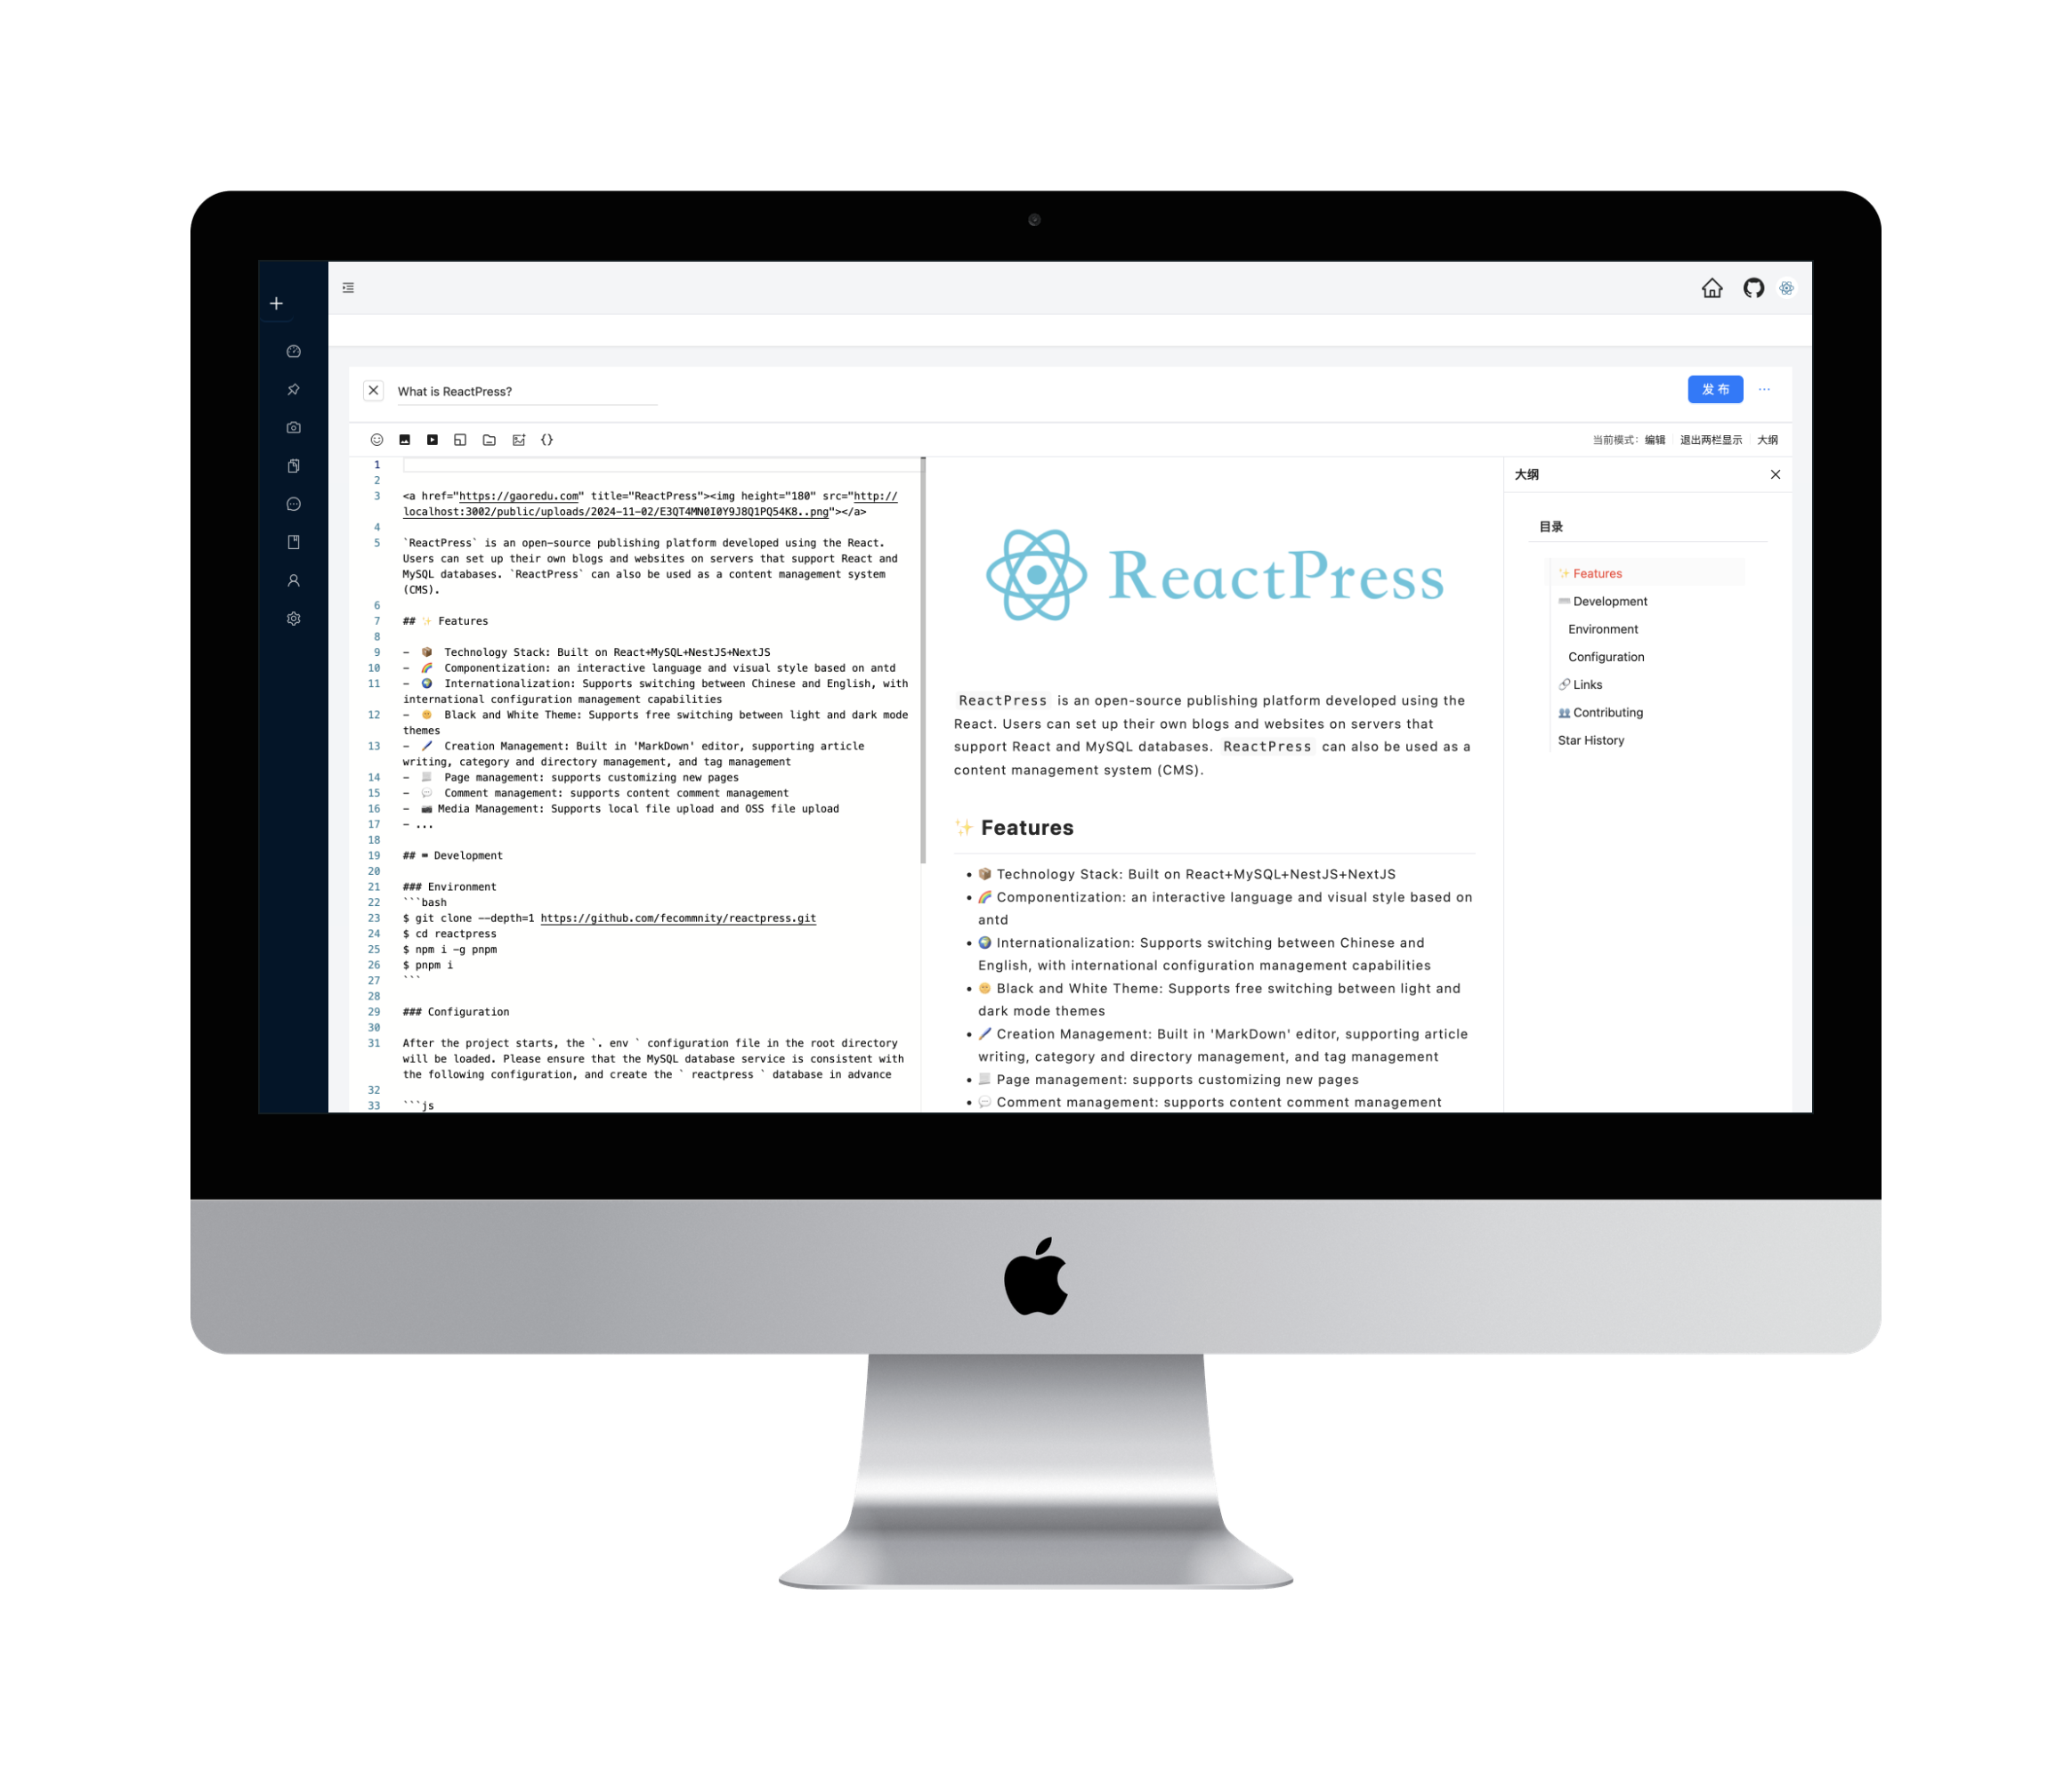 What is ReactPress?
发 布
当前模式: 编辑 退出两栏显示 大纲
1
2
3 <a href="https://gaoredu.com" title="ReactPress"><img height="180" src="http://
localhost:3002/public/uploads/2024-11-02/E3QT4MN0I0Y9J8Q1PQ54K8..png"></a>
4
5 `ReactPress` is an open-source publishing platform developed using the React.
Users can set up their own blogs and websites on servers that support React and
MySQL databases. `ReactPress` can also be used as a content management system
(CMS).
6
7 ## ✨ Features
8
9 - 📦 Technology Stack: Built on React+MySQL+NestJS+NextJS
10 - 🌈 Componentization: an interactive language and visual style based on antd
11 - 🌍 Internationalization: Supports switching between Chinese and English, with
international configuration management capabilities
12 - 🌞 Black and White Theme: Supports free switching between light and dark mode
themes
13 - 🖌️ Creation Management: Built in 'MarkDown' editor, supporting article
writing, category and directory management, and tag management
14 - 📃 Page management: supports customizing new pages
15 - 💬 Comment management: supports content comment management
16 - 📷️ Media Management: Supports local file upload and OSS file upload
17 - ...
18
19 ## ⌨️ Development
20
21 ### Environment
22 ```bash
23 $ git clone --depth=1 https://github.com/fecommnity/reactpress.git
24 $ cd reactpress
25 $ npm i -g pnpm
26 $ pnpm i
27 ```
28
29 ### Configuration
30
31 After the project starts, the `. env ` configuration file in the root directory
will be loaded. Please ensure that the MySQL database service is consistent with
the following configuration, and create the ` reactpress ` database in advance
32
33 ```js
ReactPress
ReactPress is an open-source publishing platform developed using the
React. Users can set up their own blogs and websites on servers that
support React and MySQL databases. ReactPress can also be used as a
content management system (CMS).
✨ Features
• 📦 Technology Stack: Built on React+MySQL+NestJS+NextJS
• 🌈 Componentization: an interactive language and visual style based on
antd
• 🌍 Internationalization: Supports switching between Chinese and
English, with international configuration management capabilities
• 🌞 Black and White Theme: Supports free switching between light and
dark mode themes
• 🖌️ Creation Management: Built in 'MarkDown' editor, supporting article
writing, category and directory management, and tag management
• 📃 Page management: supports customizing new pages
• 💬 Comment management: supports content comment management
大纲
目录
✨ Features
⌨️ Development
Environment
Configuration
🔗 Links
👥 Contributing
Star History